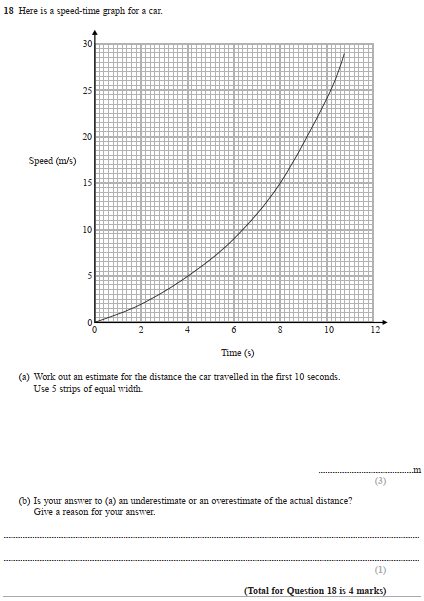 18 Here is a speed-time graph for a car.
30
25
20
Speed (m/s)
15
10
5
0
0 2 4 6 8 10 12
Time (s)
(a) Work out an estimate for the distance the car travelled in the first 10 seconds.
Use 5 strips of equal width.
m
(3)
(b) Is your answer to (a) an underestimate or an overestimate of the actual distance?
Give a reason for your answer.
(1)
(Total for Question 18 is 4 marks)